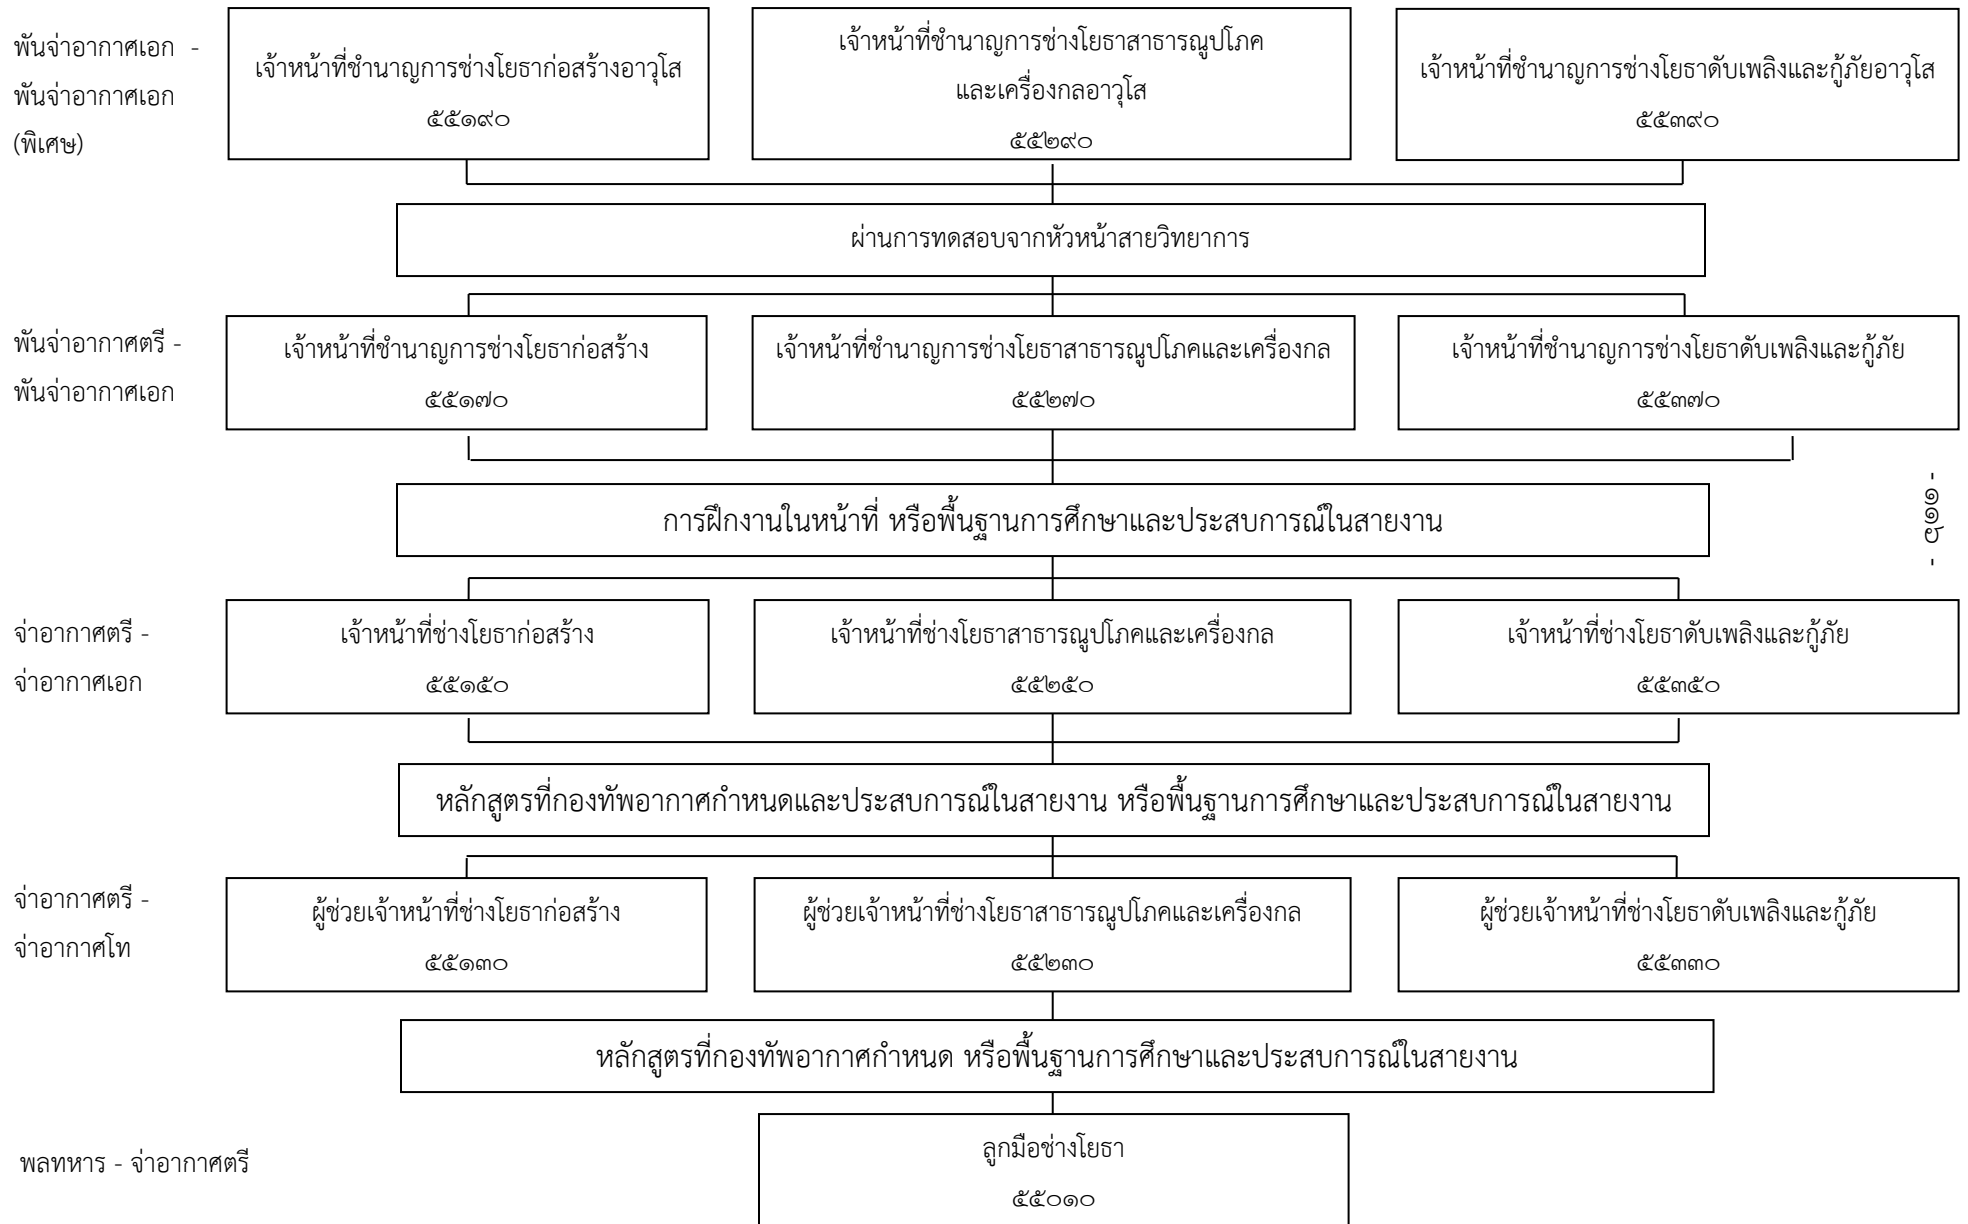 พันจ่าอากาศเอก -
พันจ่าอากาศเอก
(พิเศษ)
เจ้าหน้าที่ชำนาญการช่างโยธาก่อสร้างอาวุโส
๕๕๑๙๐
เจ้าหน้าที่ชำนาญการช่างโยธาสาธารณูปโภค
และเครื่องกลอาวุโส
๕๕๒๙๐
เจ้าหน้าที่ชำนาญการช่างโยธาดับเพลิงและกู้ภัยอาวุโส
๕๕๓๙๐
ผ่านการทดสอบจากหัวหน้าสายวิทยาการ
พันจ่าอากาศตรี -
พันจ่าอากาศเอก
เจ้าหน้าที่ชำนาญการช่างโยธาก่อสร้าง
๕๕๑๗๐
เจ้าหน้าที่ชำนาญการช่างโยธาสาธารณูปโภคและเครื่องกล
๕๕๒๗๐
เจ้าหน้าที่ชำนาญการช่างโยธาดับเพลิงและกู้ภัย
๕๕๓๗๐
- ๑๑๖ -
การฝึกงานในหน้าที่ หรือพื้นฐานการศึกษาและประสบการณ์ในสายงาน
จ่าอากาศตรี -
จ่าอากาศเอก
เจ้าหน้าที่ช่างโยธาก่อสร้าง
๕๕๑๕๐
เจ้าหน้าที่ช่างโยธาสาธารณูปโภคและเครื่องกล
๕๕๒๕๐
เจ้าหน้าที่ช่างโยธาดับเพลิงและกู้ภัย
๕๕๓๕๐
หลักสูตรที่กองทัพอากาศกำหนดและประสบการณ์ในสายงาน หรือพื้นฐานการศึกษาและประสบการณ์ในสายงาน
จ่าอากาศตรี -
จ่าอากาศโท
ผู้ช่วยเจ้าหน้าที่ช่างโยธาก่อสร้าง
๕๕๑๓๐
ผู้ช่วยเจ้าหน้าที่ช่างโยธาสาธารณูปโภคและเครื่องกล
๕๕๒๓๐
ผู้ช่วยเจ้าหน้าที่ช่างโยธาดับเพลิงและกู้ภัย
๕๕๓๓๐
หลักสูตรที่กองทัพอากาศกำหนด หรือพื้นฐานการศึกษาและประสบการณ์ในสายงาน
พลทหาร - จ่าอากาศตรี
ลูกมือช่างโยธา
๕๕๐๑๐